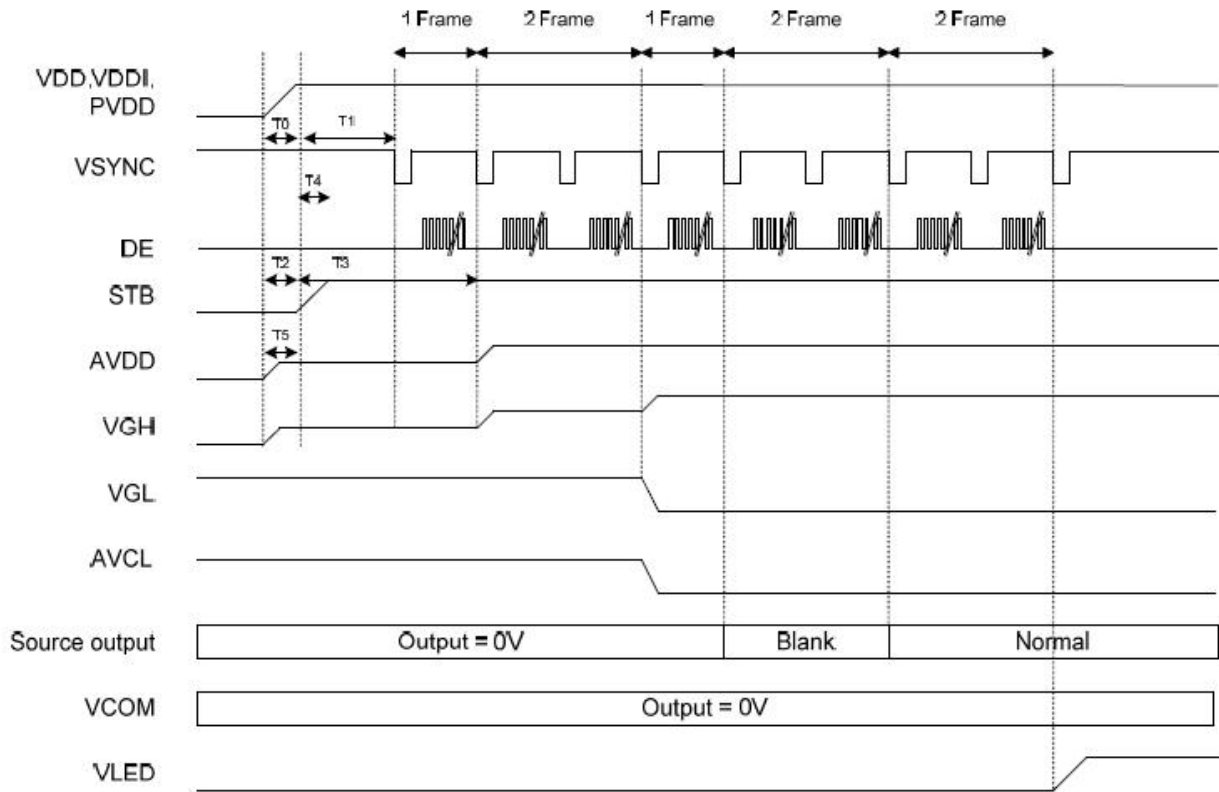 1 Frame 2 Frame 1 Frame 2 Frame 2 Frame
VDD,VDDI,
PVDD
T0 T1
VSYNC
T4
DE
T2 T3
STB
T5
AVDD
VGH
VGL
AVCL
Source output Output = 0V Blank Normal
VCOM Output = 0V
VLED